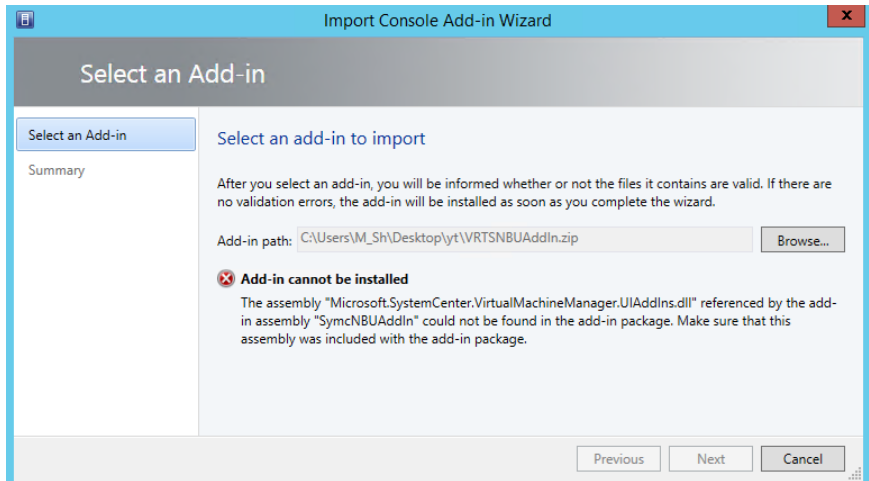 Import Console Add-in Wizard
x
Select an Add-in
Select an Add-in
Summary
Select an add-in to import
After you select an add-in, you will be informed whether or not the files it contains are valid. If there are
no validation errors, the add-in will be installed as soon as you complete the wizard.
Add-in path: C:\Users\M_Sh\Desktop\yt\VRTSNBUAddIn.zip Browse...
Add-in cannot be installed
The assembly "Microsoft.SystemCenter.VirtualMachineManager.UIAddIns.dll" referenced by the add-
in assembly "SymcNBUAddIn" could not be found in the add-in package. Make sure that this
assembly was included with the add-in package.
Previous Next Cancel